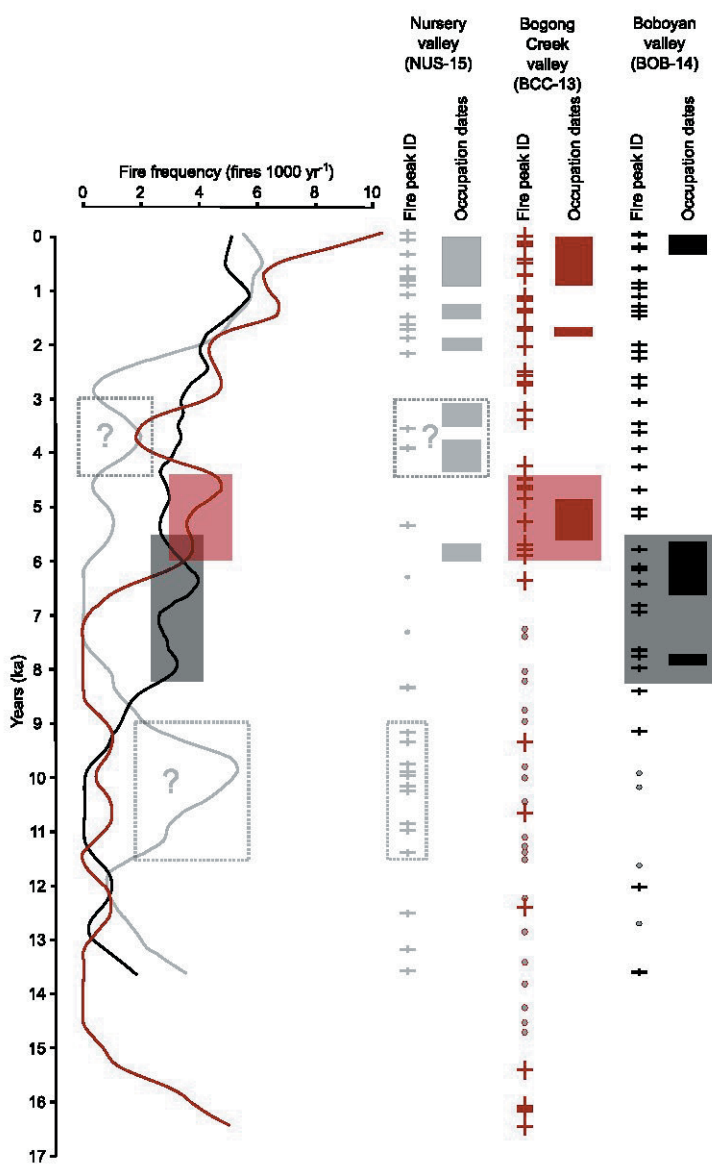 Nursery
valley
(NUS-15)
Bogong
Creek
valley
(BCC-13)
Boboyan
valley
(BOB-14)
Fire peak ID
Occupation dates
Fire peak ID
Occupation dates
Fire peak ID
Occupation dates
Fire frequency (fires 1000 yr-1)
0 2 4 6 8 10
Years (ka)
0
1
2
3
4
5
6
7
8
9
10
11
12
13
14
15
16
17
?
?
?